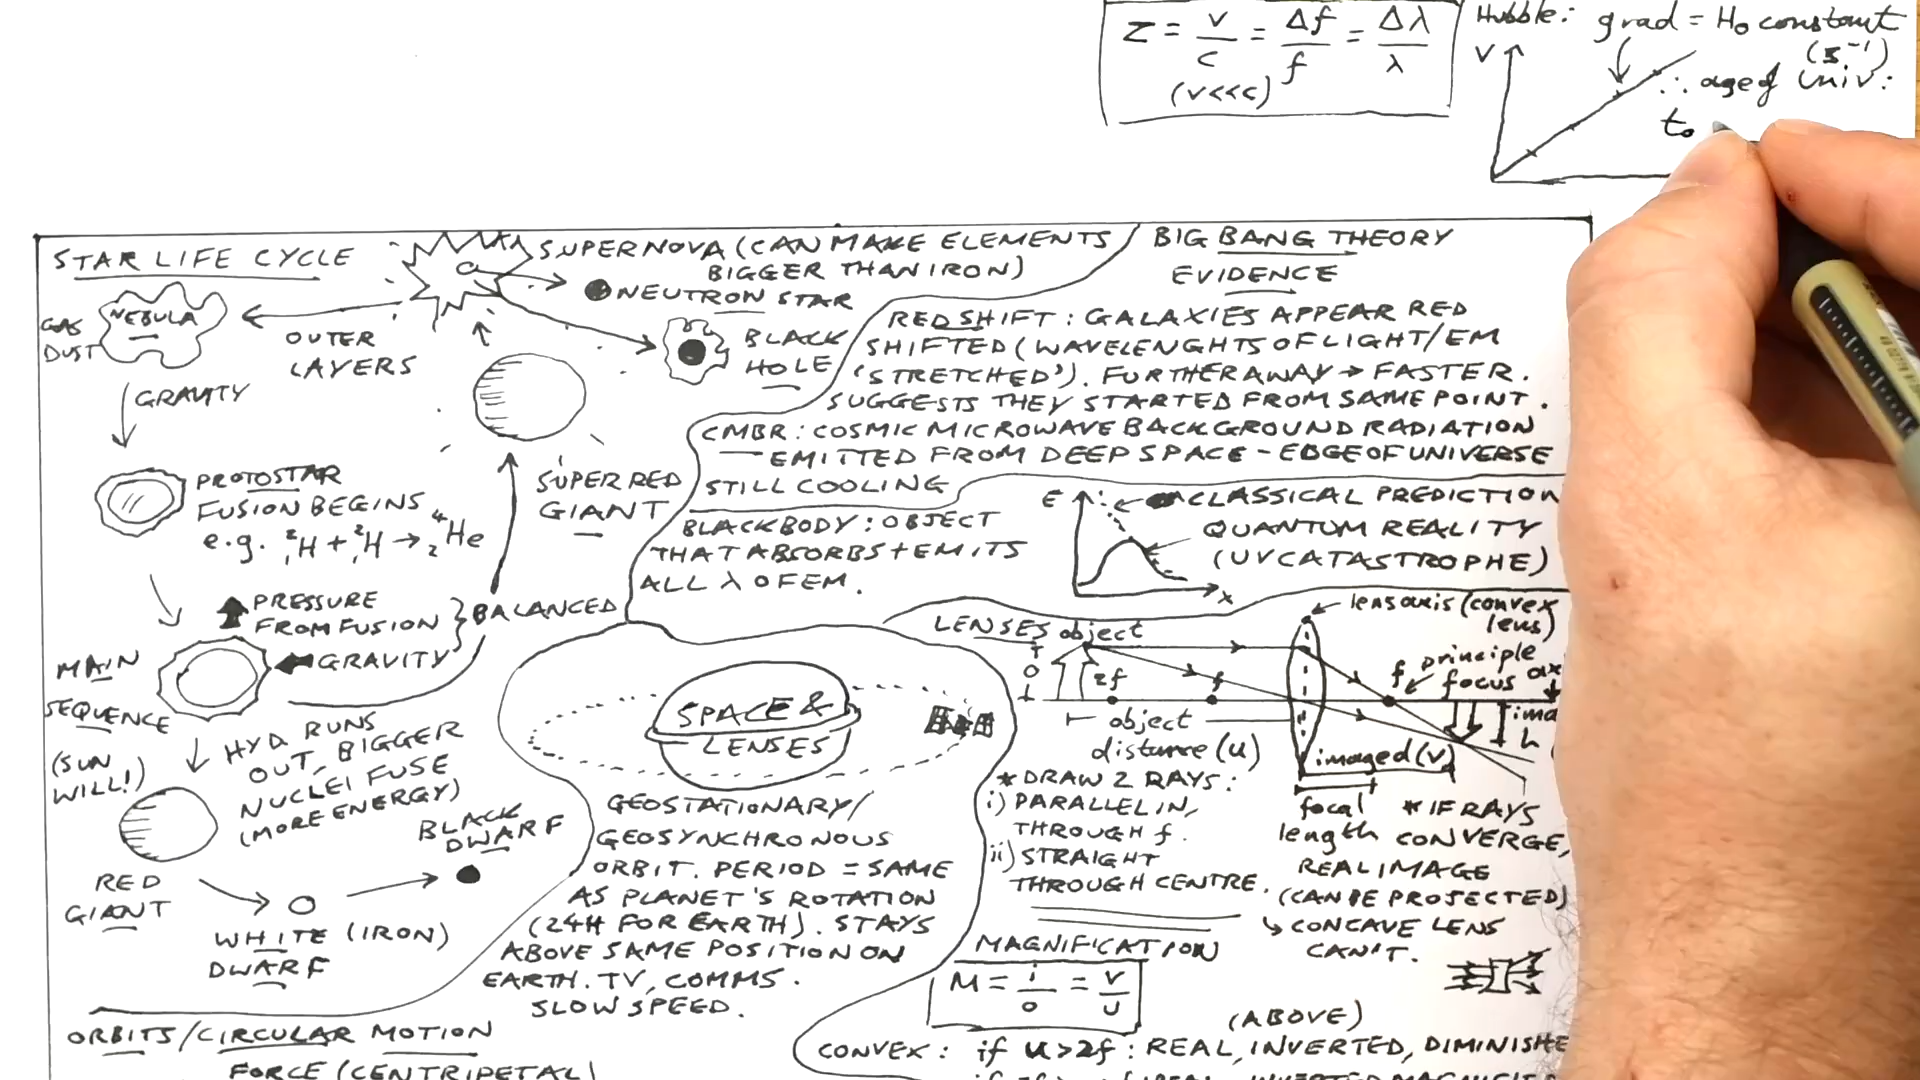 Z = v/c = Δf/f = Δλ/λ
(v<<c)
Hubble: grad = H₀ constant
(s⁻¹)
V
∴ age of univ:
t₀
STAR LIFE CYCLE
SUPERNOVA (CAN MAKE ELEMENTS
BIGGER THAN IRON)
NEUTRON STAR
BLACK
HOLE
NEBULA
GAS
DUST
OUTER
LAYERS
GRAVITY
SUPER RED
GIANT
PROTOSTAR
FUSION BEGINS
e.g. ²₁H + ²₁H → ⁴₂He
PRESSURE
FROM FUSION
GRAVITY
BALANCED
MAIN
SEQUENCE
(SUN
WILL!)
HYD RUNS
OUT, BIGGER
NUCLEI FUSE
(MORE ENERGY)
RED
GIANT
WHITE (IRON)
DWARF
BLACK
DWARF
ORBITS/CIRCULAR MOTION
FORCE (CENTRIPETAL)
BIG BANG THEORY
EVIDENCE
REDSHIFT : GALAXIES APPEAR RED
SHIFTED (WAVELENGHTS OF LIGHT/EM
'STRETCHED'). FURTHER AWAY → FASTER.
SUGGESTS THEY STARTED FROM SAME POINT.
CMBR : COSMIC MICROWAVE BACKGROUND RADIATION
EMITTED FROM DEEP SPACE - EDGE OF UNIVERSE
STILL COOLING
BLACKBODY : OBJECT
THAT ABSORBS + EMITS
ALL λ OF EM.
E
CLASSICAL PREDICTION
QUANTUM REALITY
(UV CATASTROPHE)
SPACE &
LENSES
GEOSTATIONARY/
GEOSYNCHRONOUS
ORBIT. PERIOD = SAME
AS PLANET'S ROTATION
(24H FOR EARTH). STAYS
ABOVE SAME POSITION ON
EARTH. TV, COMMS.
SLOW SPEED.
LENSES
object
lens axis (convex
lens)
O
2f
f
f
principle
focus
ax
object
distance (u)
image d (v)
ima
h
focal
length
* DRAW 2 RAYS:
i) PARALLEL IN,
THROUGH f.
ii) STRAIGHT
THROUGH CENTRE.
* IF RAYS
CONVERGE,
REAL IMAGE
(CAN BE PROJECTED)
↳ CONCAVE LENS
CAN'T.
MAGNIFICATION
M = i/o = v/u
(ABOVE)
CONVEX : if u > 2f : REAL, INVERTED, DIMINISHE